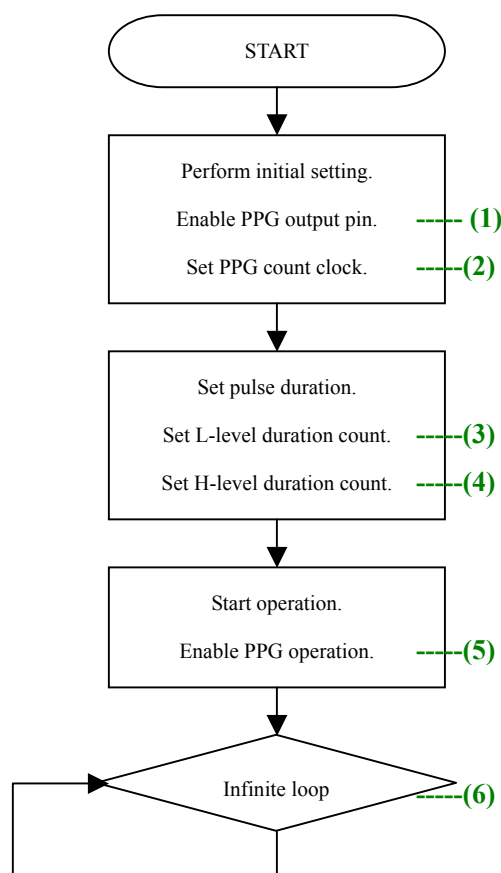 START
Perform initial setting.
Enable PPG output pin. (1)
Set PPG count clock. (2)
Set pulse duration.
Set L-level duration count. (3)
Set H-level duration count. (4)
Start operation.
Enable PPG operation. (5)
Infinite loop (6)